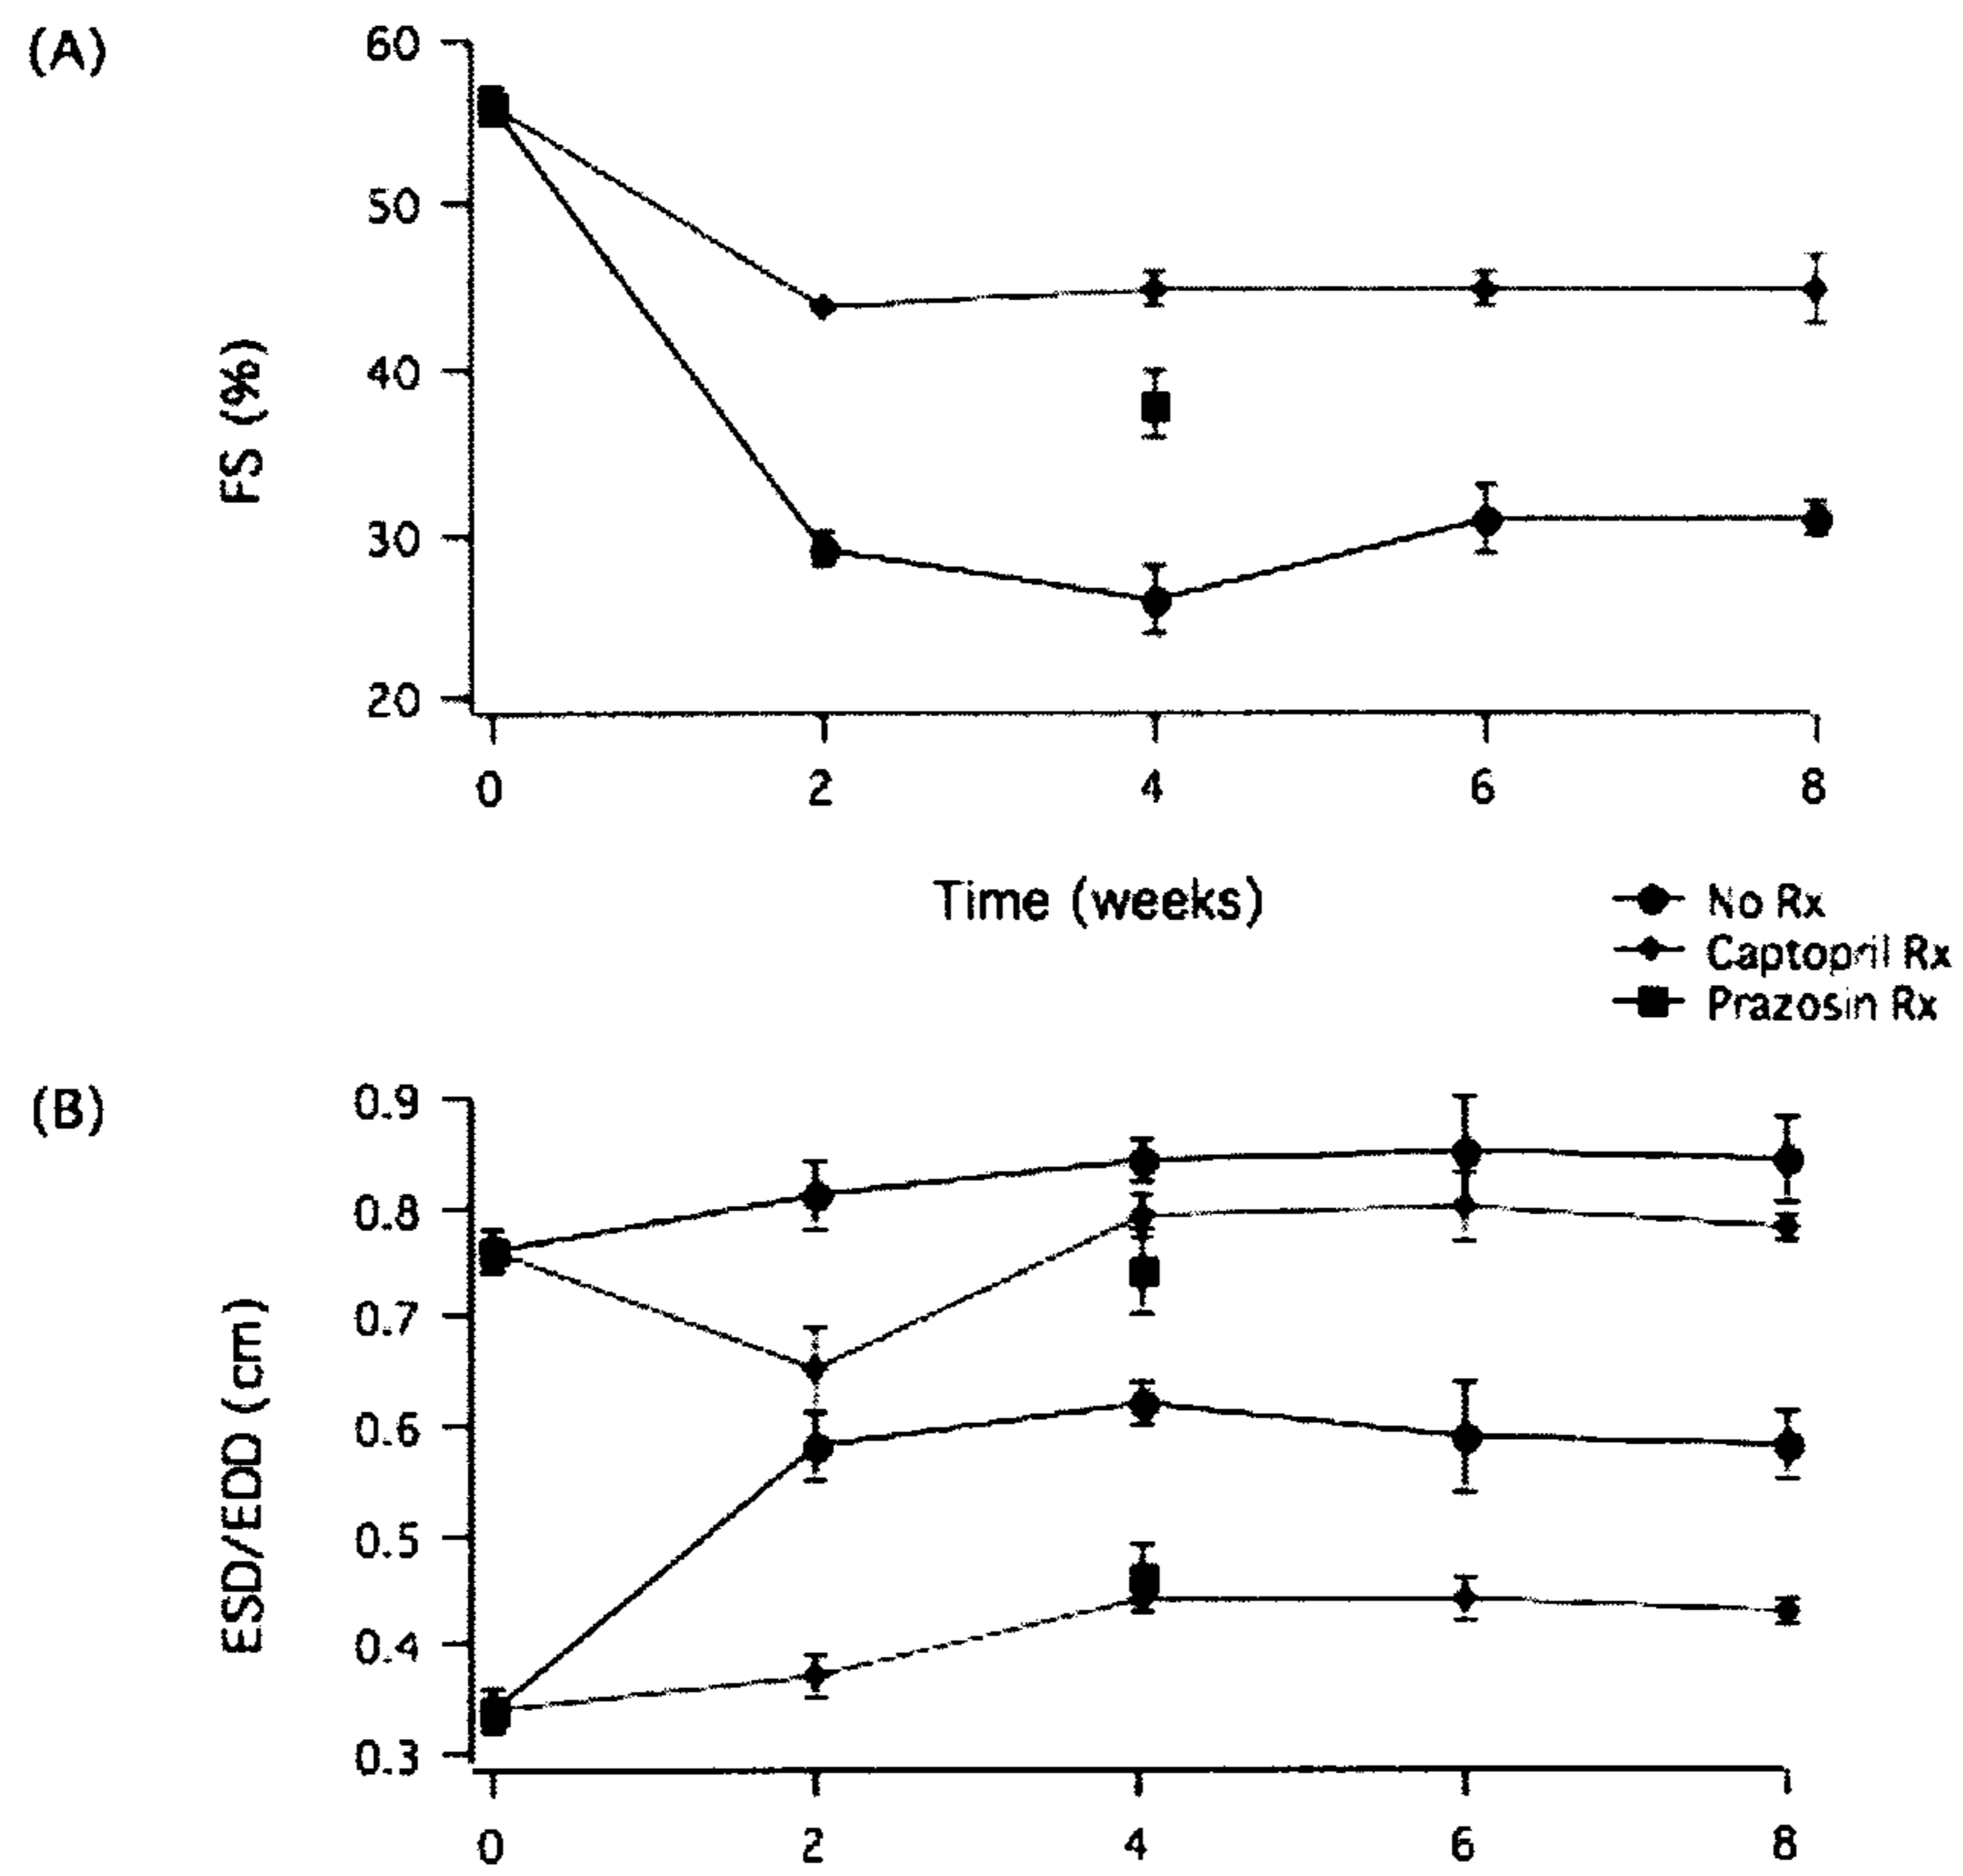 (A)
60
50
40
30
20
FS (%)
0 2 4 6 8
Time (weeks)
No Rx
Captopril Rx
Prazosin Rx
(B)
0.9
0.8
0.7
0.6
0.5
0.4
0.3
ESD/EDD (cm)
0 2 4 6 8